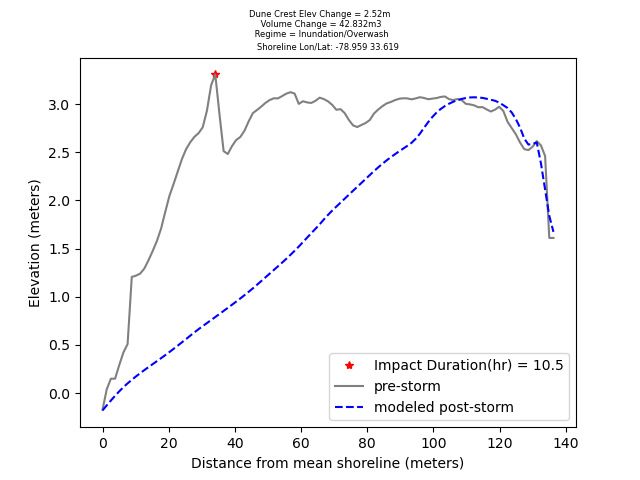 Dune Crest Elev Change = 2.52m
Volume Change = 42.832m3
Regime = Inundation/Overwash
Shoreline Lon/Lat: -78.959 33.619
3.0
2.5
2.0
1.5
1.0
0.5
0.0
Elevation (meters)
Impact Duration(hr) = 10.5
pre-storm
modeled post-storm
0 20 40 60 80 100 120 140
Distance from mean shoreline (meters)